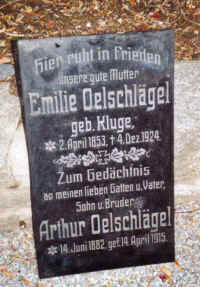 Hier ruht in Frieden
unsere gute Mutter
Emilie Oelschlägel
geb. Kluge,
* 2. April 1853, † 4. Dez. 1924.
Zum Gedächtnis
an meinen lieben Gatten u. Vater,
Sohn u. Bruder
Arthur Oelschlägel
* 14. Juni 1882, gef. 14. April 1915.